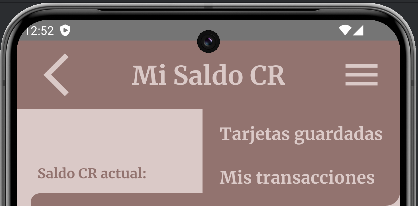 12:52
Mi Saldo CR
Tarjetas guardadas
Saldo CR actual:
Mis transacciones